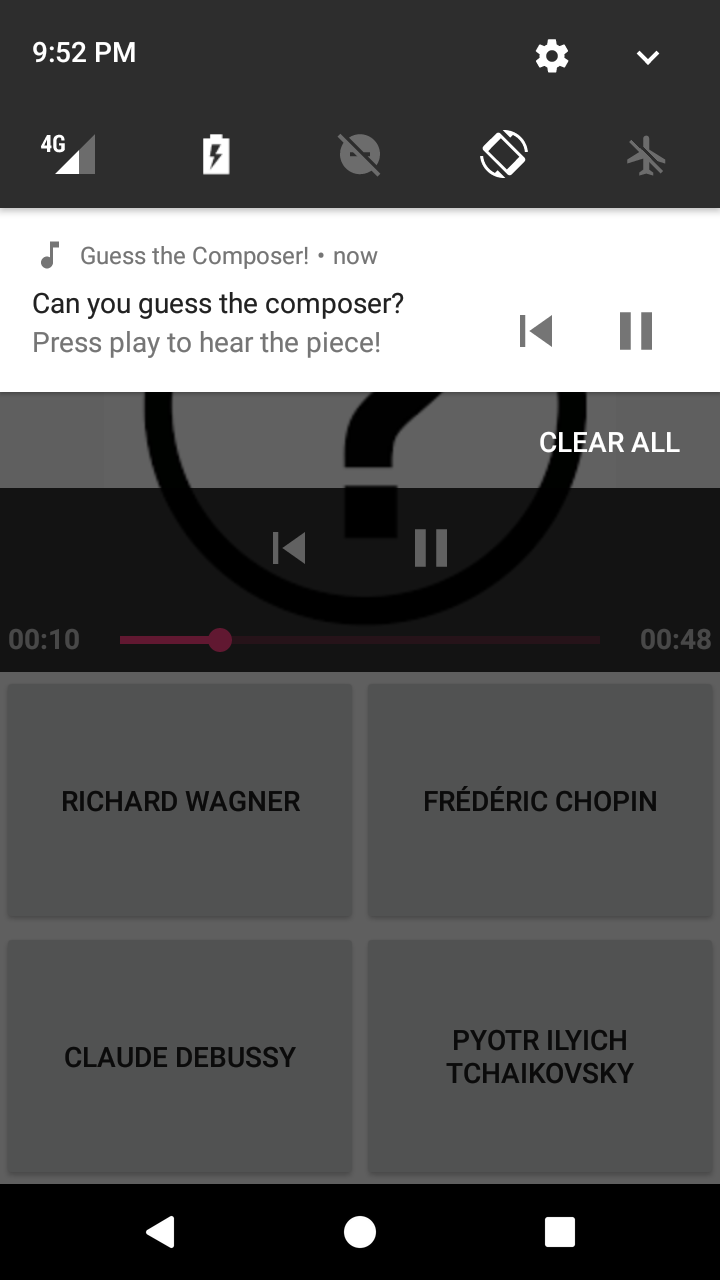 9:52 PM
4G
Guess the Composer! • now
Can you guess the composer?
Press play to hear the piece!
CLEAR ALL
00:10
00:48
RICHARD WAGNER
FRÉDÉRIC CHOPIN
CLAUDE DEBUSSY
PYOTR ILYICH
TCHAIKOVSKY